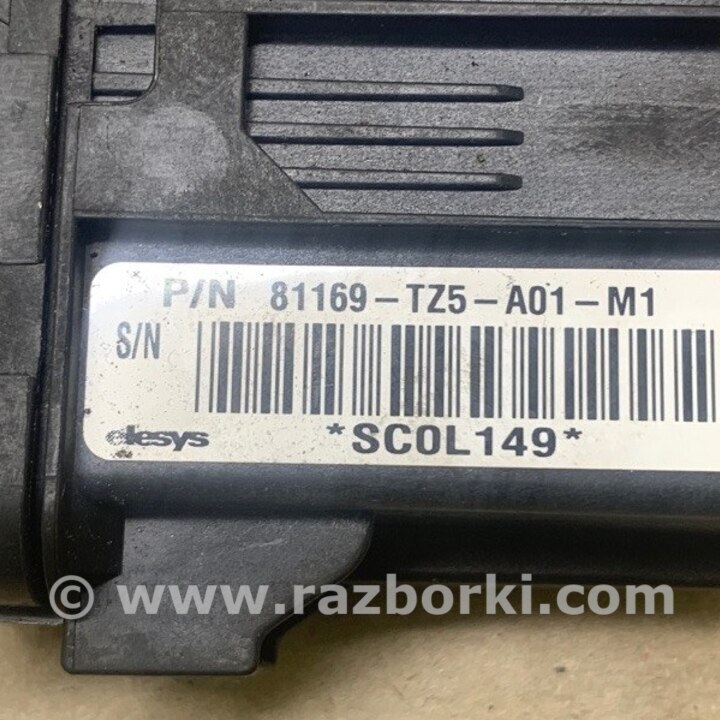 P/N 81169-TZ5-A01-M1
S/N
elesys *SC0L149*
© www.razborki.com